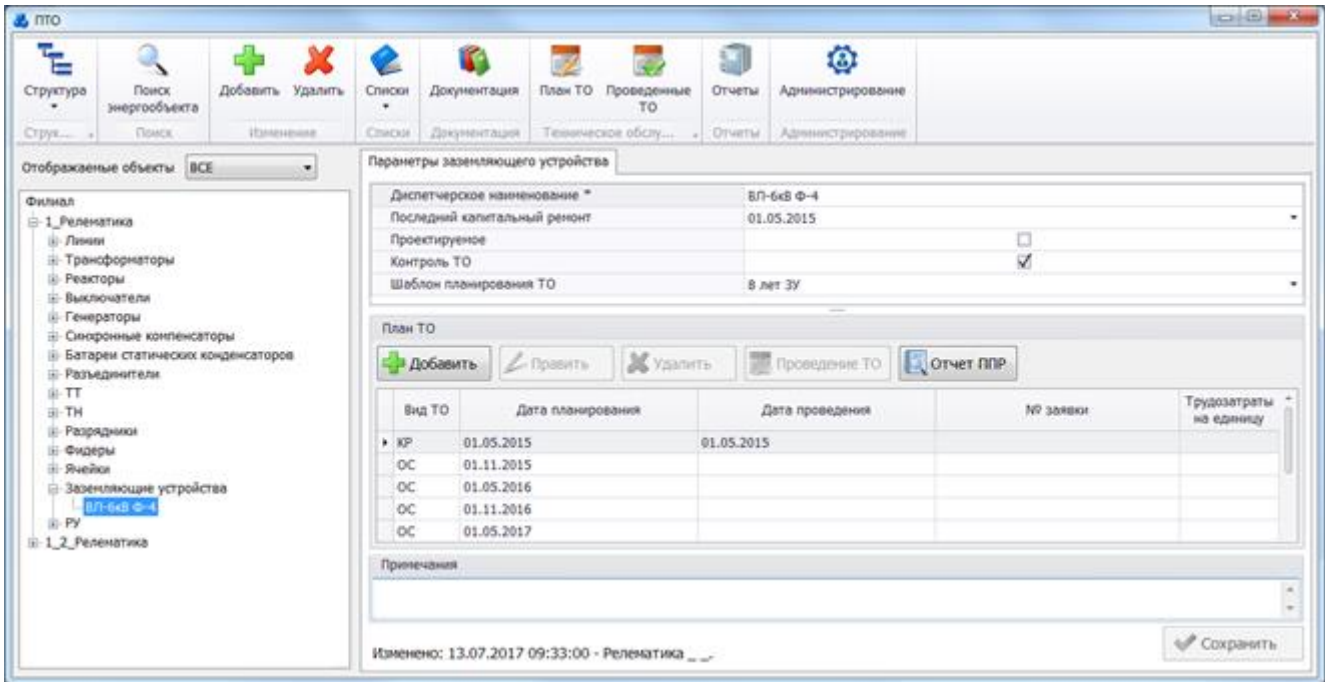 ПТО
Структура
Поиск энергообъекта
Добавить
Удалить
Списки
Документация
План ТО
Проведенные ТО
Отчеты
Администрирование
Струк...
Поиск
Изменение
Списки
Документация
Техническое обслу...
Отчеты
Администрирование
Отображаемые объекты ВСЕ
Филиал
1_Релематика
Линии
Трансформаторы
Реакторы
Выключатели
Генераторы
Синхронные компенсаторы
Батареи статических конденсаторов
Разъединители
ТТ
ТН
Разрядники
Фидеры
Ячейки
Заземляющие устройства
ВЛ-6кВ Ф-4
РУ
1_2_Релематика
Параметры заземляющего устройства
Диспетчерское наименование * ВЛ-6кВ Ф-4
Последний капитальный ремонт 01.05.2015
Проектируемое
Контроль ТО
Шаблон планирования ТО 8 лет ЗУ
План ТО
Добавить Править Удалить Проведение ТО Отчет ППР
Вид ТО Дата планирования Дата проведения № заявки Трудозатраты на единицу
КР 01.05.2015 01.05.2015
ОС 01.11.2015
ОС 01.05.2016
ОС 01.11.2016
ОС 01.05.2017
Примечания
Изменено: 13.07.2017 09:33:00 - Релематика _ _.
Сохранить